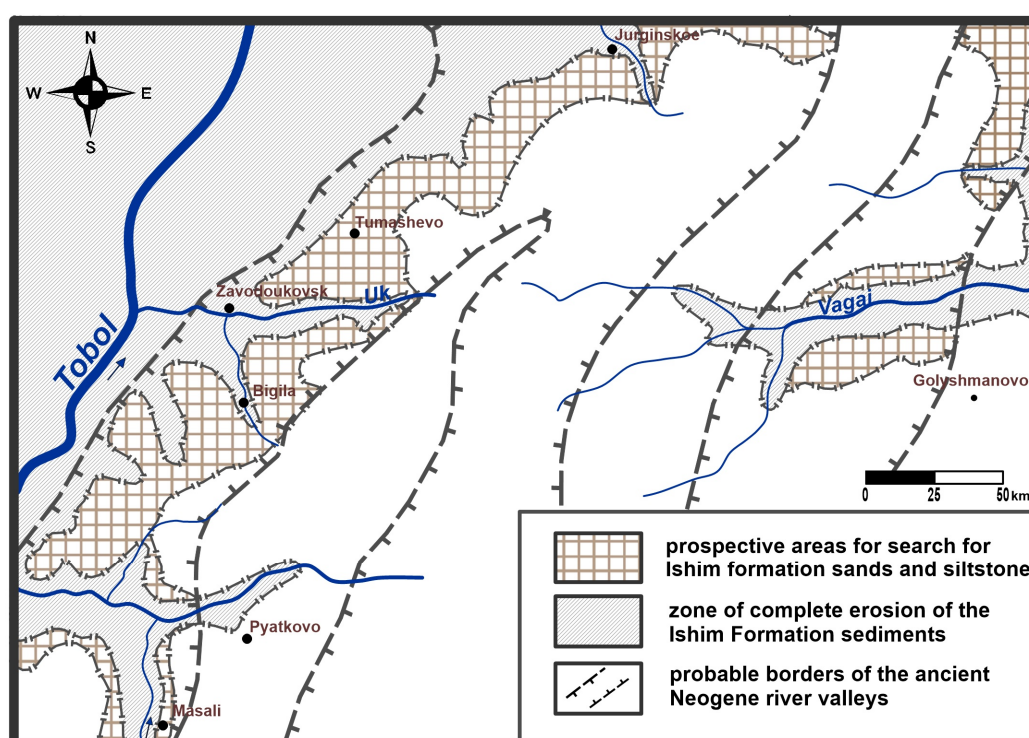 N
W E
S
Jurginskoe
Tumashevo
Zavodoukovsk
Uk
Tobol
Vagai
Bigila
Golyshmanovo
0 25 50 km
Pyatkovo
Masali
prospective areas for search for
Ishim formation sands and siltstone
zone of complete erosion of the
Ishim Formation sediments
probable borders of the ancient
Neogene river valleys